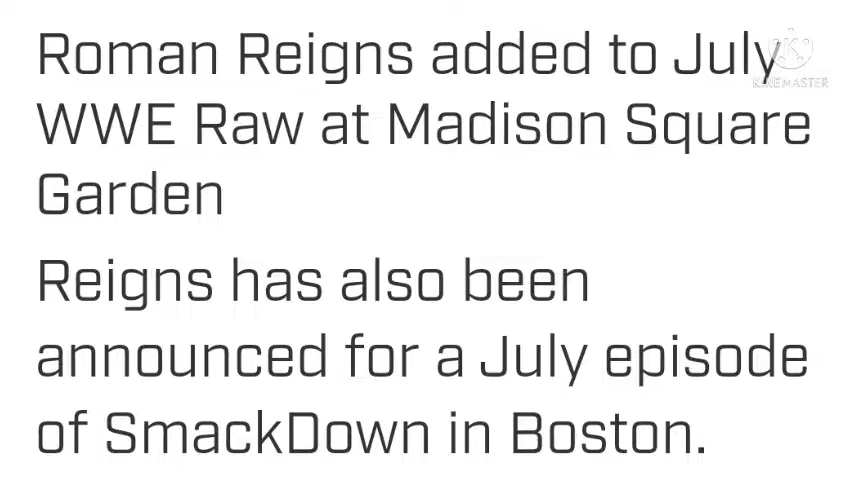 Roman Reigns added to July
WWE Raw at Madison Square
Garden
Reigns has also been
announced for a July episode
of SmackDown in Boston.
KINEMASTER